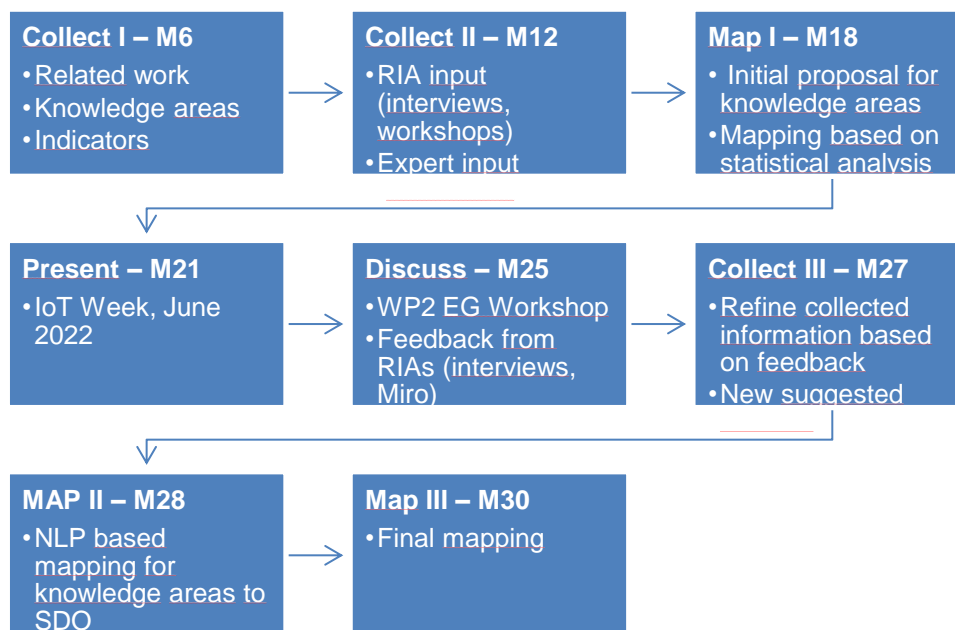 Collect I – M6
•Related work
•Knowledge areas
•Indicators
Collect II – M12
•RIA input
(interviews,
workshops)
•Expert input
Map I – M18
• Initial proposal for
knowledge areas
•Mapping based on
statistical analysis
Present – M21
•IoT Week, June
2022
Discuss – M25
•WP2 EG Workshop
•Feedback from
RIAs (interviews,
Miro)
Collect III – M27
•Refine collected
information based
on feedback
•New suggested
MAP II – M28
•NLP based
mapping for
knowledge areas to
SDO
Map III – M30
•Final mapping